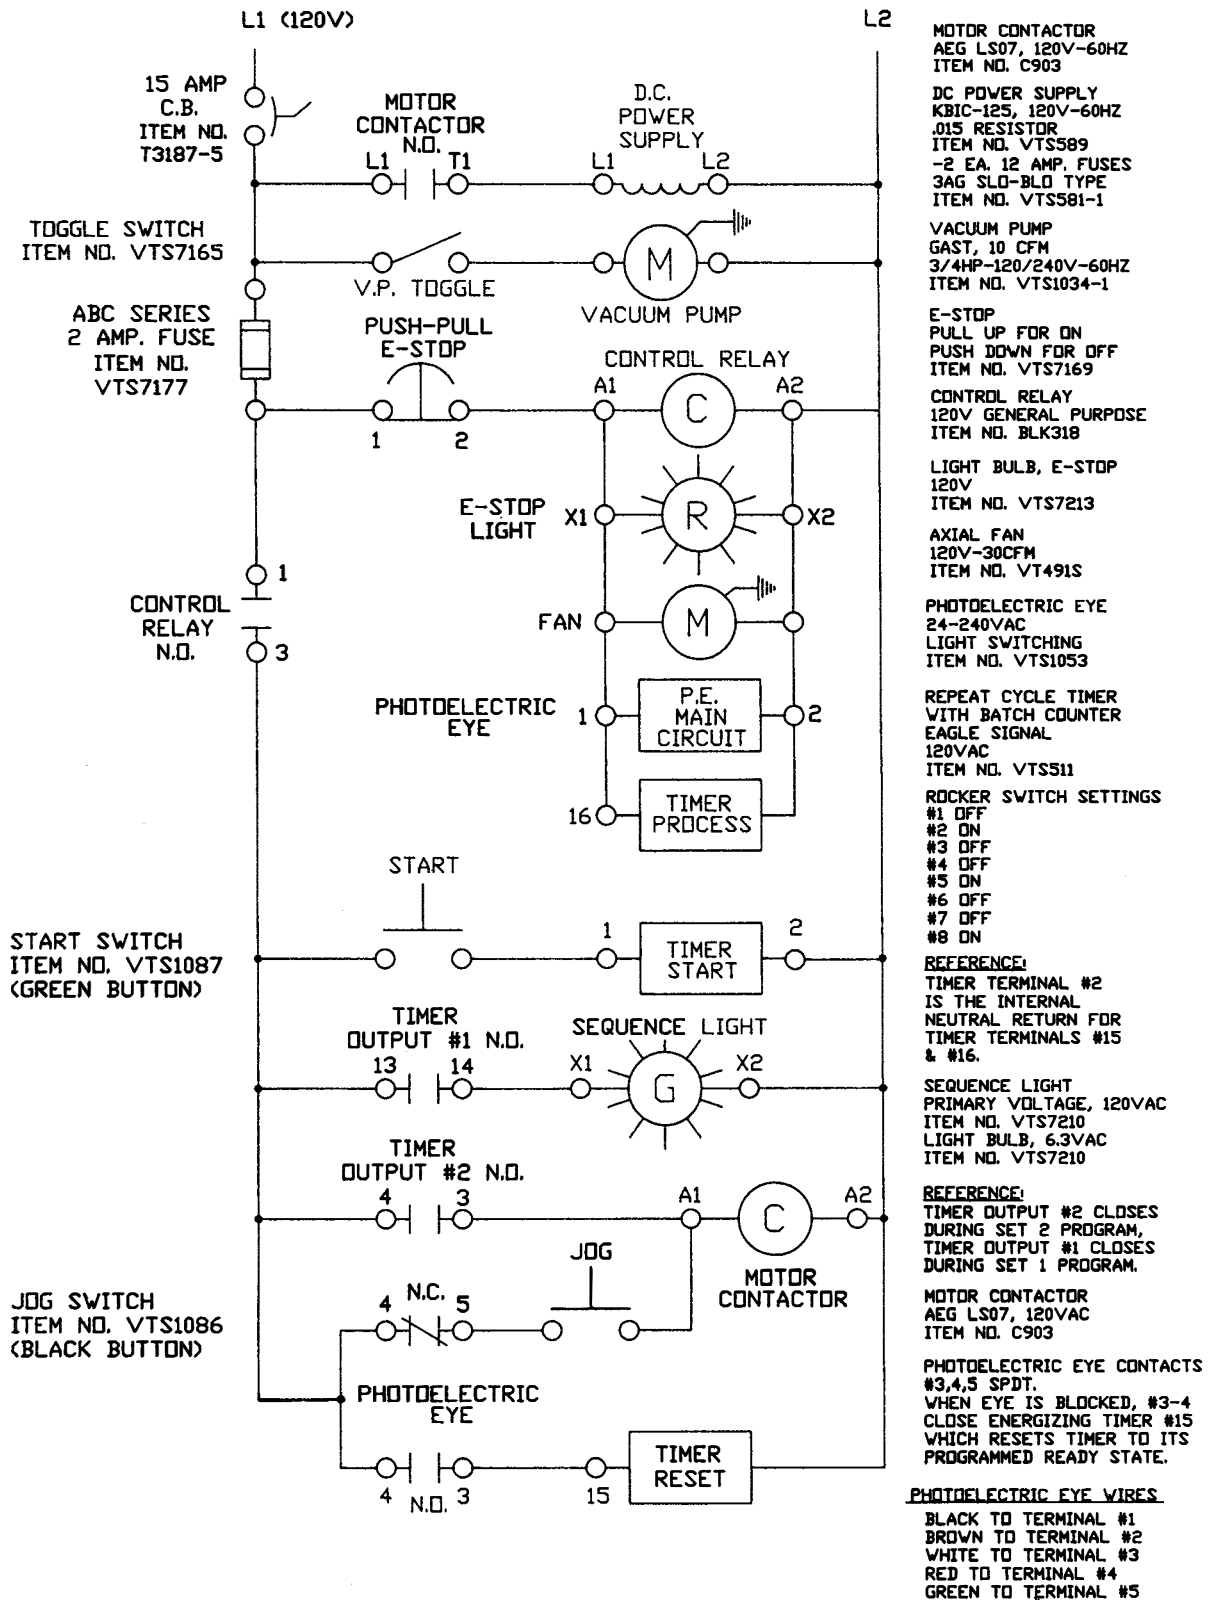 L1 (120V)
L2
15 AMP
C.B.
ITEM NO.
T3187-5
MOTOR
CONTACTOR
N.O.
L1
T1
D.C.
POWER
SUPPLY
L1
L2
TOGGLE SWITCH
ITEM NO. VTS7165
V.P. TOGGLE
M
VACUUM PUMP
ABC SERIES
2 AMP. FUSE
ITEM NO.
VTS7177
PUSH-PULL
E-STOP
1
2
CONTROL RELAY
A1
C
A2
E-STOP
LIGHT
X1
R
X2
1
CONTROL
RELAY
N.O.
3
FAN
M
PHOTOELECTRIC
EYE
1
P.E.
MAIN
CIRCUIT
2
16
TIMER
PROCESS
START
START SWITCH
ITEM NO. VTS1087
(GREEN BUTTON)
1
TIMER
START
2
TIMER
OUTPUT #1 N.O.
13
14
SEQUENCE LIGHT
X1
G
X2
TIMER
OUTPUT #2 N.O.
4
3
A1
C
A2
MOTOR
CONTACTOR
JOG
JOG SWITCH
ITEM NO. VTS1086
(BLACK BUTTON)
N.C.
4
5
PHOTOELECTRIC
EYE
4
N.O.
3
15
TIMER
RESET
MOTOR CONTACTOR
AEG LS07, 120V-60HZ
ITEM NO. C903
DC POWER SUPPLY
KBIC-125, 120V-60HZ
.015 RESISTOR
ITEM NO. VTS589
-2 EA. 12 AMP. FUSES
3AG SLO-BLO TYPE
ITEM NO. VTS581-1
VACUUM PUMP
GAST, 10 CFM
3/4HP-120/240V-60HZ
ITEM NO. VTS1034-1
E-STOP
PULL UP FOR ON
PUSH DOWN FOR OFF
ITEM NO. VTS7169
CONTROL RELAY
120V GENERAL PURPOSE
ITEM NO. BLK318
LIGHT BULB, E-STOP
120V
ITEM NO. VTS7213
AXIAL FAN
120V-30CFM
ITEM NO. VT491S
PHOTOELECTRIC EYE
24-240VAC
LIGHT SWITCHING
ITEM NO. VTS1053
REPEAT CYCLE TIMER
WITH BATCH COUNTER
EAGLE SIGNAL
120VAC
ITEM NO. VTS511
ROCKER SWITCH SETTINGS
#1 OFF
#2 ON
#3 OFF
#4 OFF
#5 ON
#6 OFF
#7 OFF
#8 ON
REFERENCE:
TIMER TERMINAL #2
IS THE INTERNAL
NEUTRAL RETURN FOR
TIMER TERMINALS #15
& #16.
SEQUENCE LIGHT
PRIMARY VOLTAGE, 120VAC
ITEM NO. VTS7210
LIGHT BULB, 6.3VAC
ITEM NO. VTS7210
REFERENCE:
TIMER OUTPUT #2 CLOSES
DURING SET 2 PROGRAM,
TIMER OUTPUT #1 CLOSES
DURING SET 1 PROGRAM.
MOTOR CONTACTOR
AEG LS07, 120VAC
ITEM NO. C903
PHOTOELECTRIC EYE CONTACTS
#3,4,5 SPDT.
WHEN EYE IS BLOCKED, #3-4
CLOSE ENERGIZING TIMER #15
WHICH RESETS TIMER TO ITS
PROGRAMMED READY STATE.
PHOTOELECTRIC EYE WIRES
BLACK TO TERMINAL #1
BROWN TO TERMINAL #2
WHITE TO TERMINAL #3
RED TO TERMINAL #4
GREEN TO TERMINAL #5